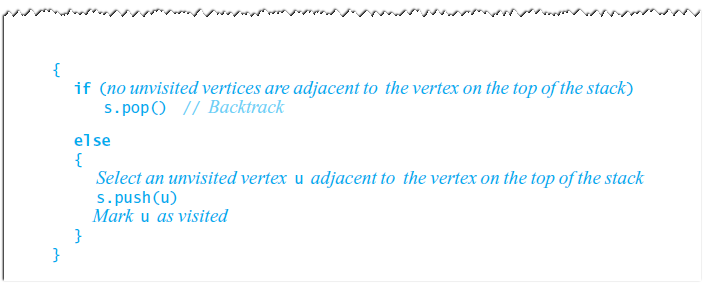 {
if (no unvisited vertices are adjacent to the vertex on the top of the stack)
s.pop() // Backtrack
else
{
Select an unvisited vertex u adjacent to the vertex on the top of the stack
s.push(u)
Mark u as visited
}
}